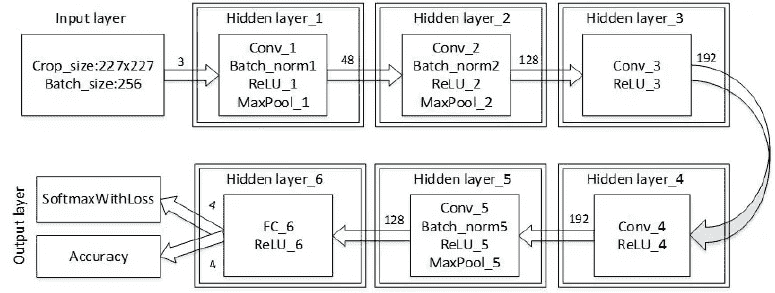 Input layer
Crop_size:227x227
Batch_size:256
3
Hidden layer_1
Conv_1
Batch_norm1
ReLU_1
MaxPool_1
48
Hidden layer_2
Conv_2
Batch_norm2
ReLU_2
MaxPool_2
128
Hidden layer_3
Conv_3
ReLU_3
192
Hidden layer_4
Conv_4
ReLU_4
192
Hidden layer_5
Conv_5
Batch_norm5
ReLU_5
MaxPool_5
128
Hidden layer_6
FC_6
ReLU_6
4
4
Output layer
SoftmaxWithLoss
Accuracy